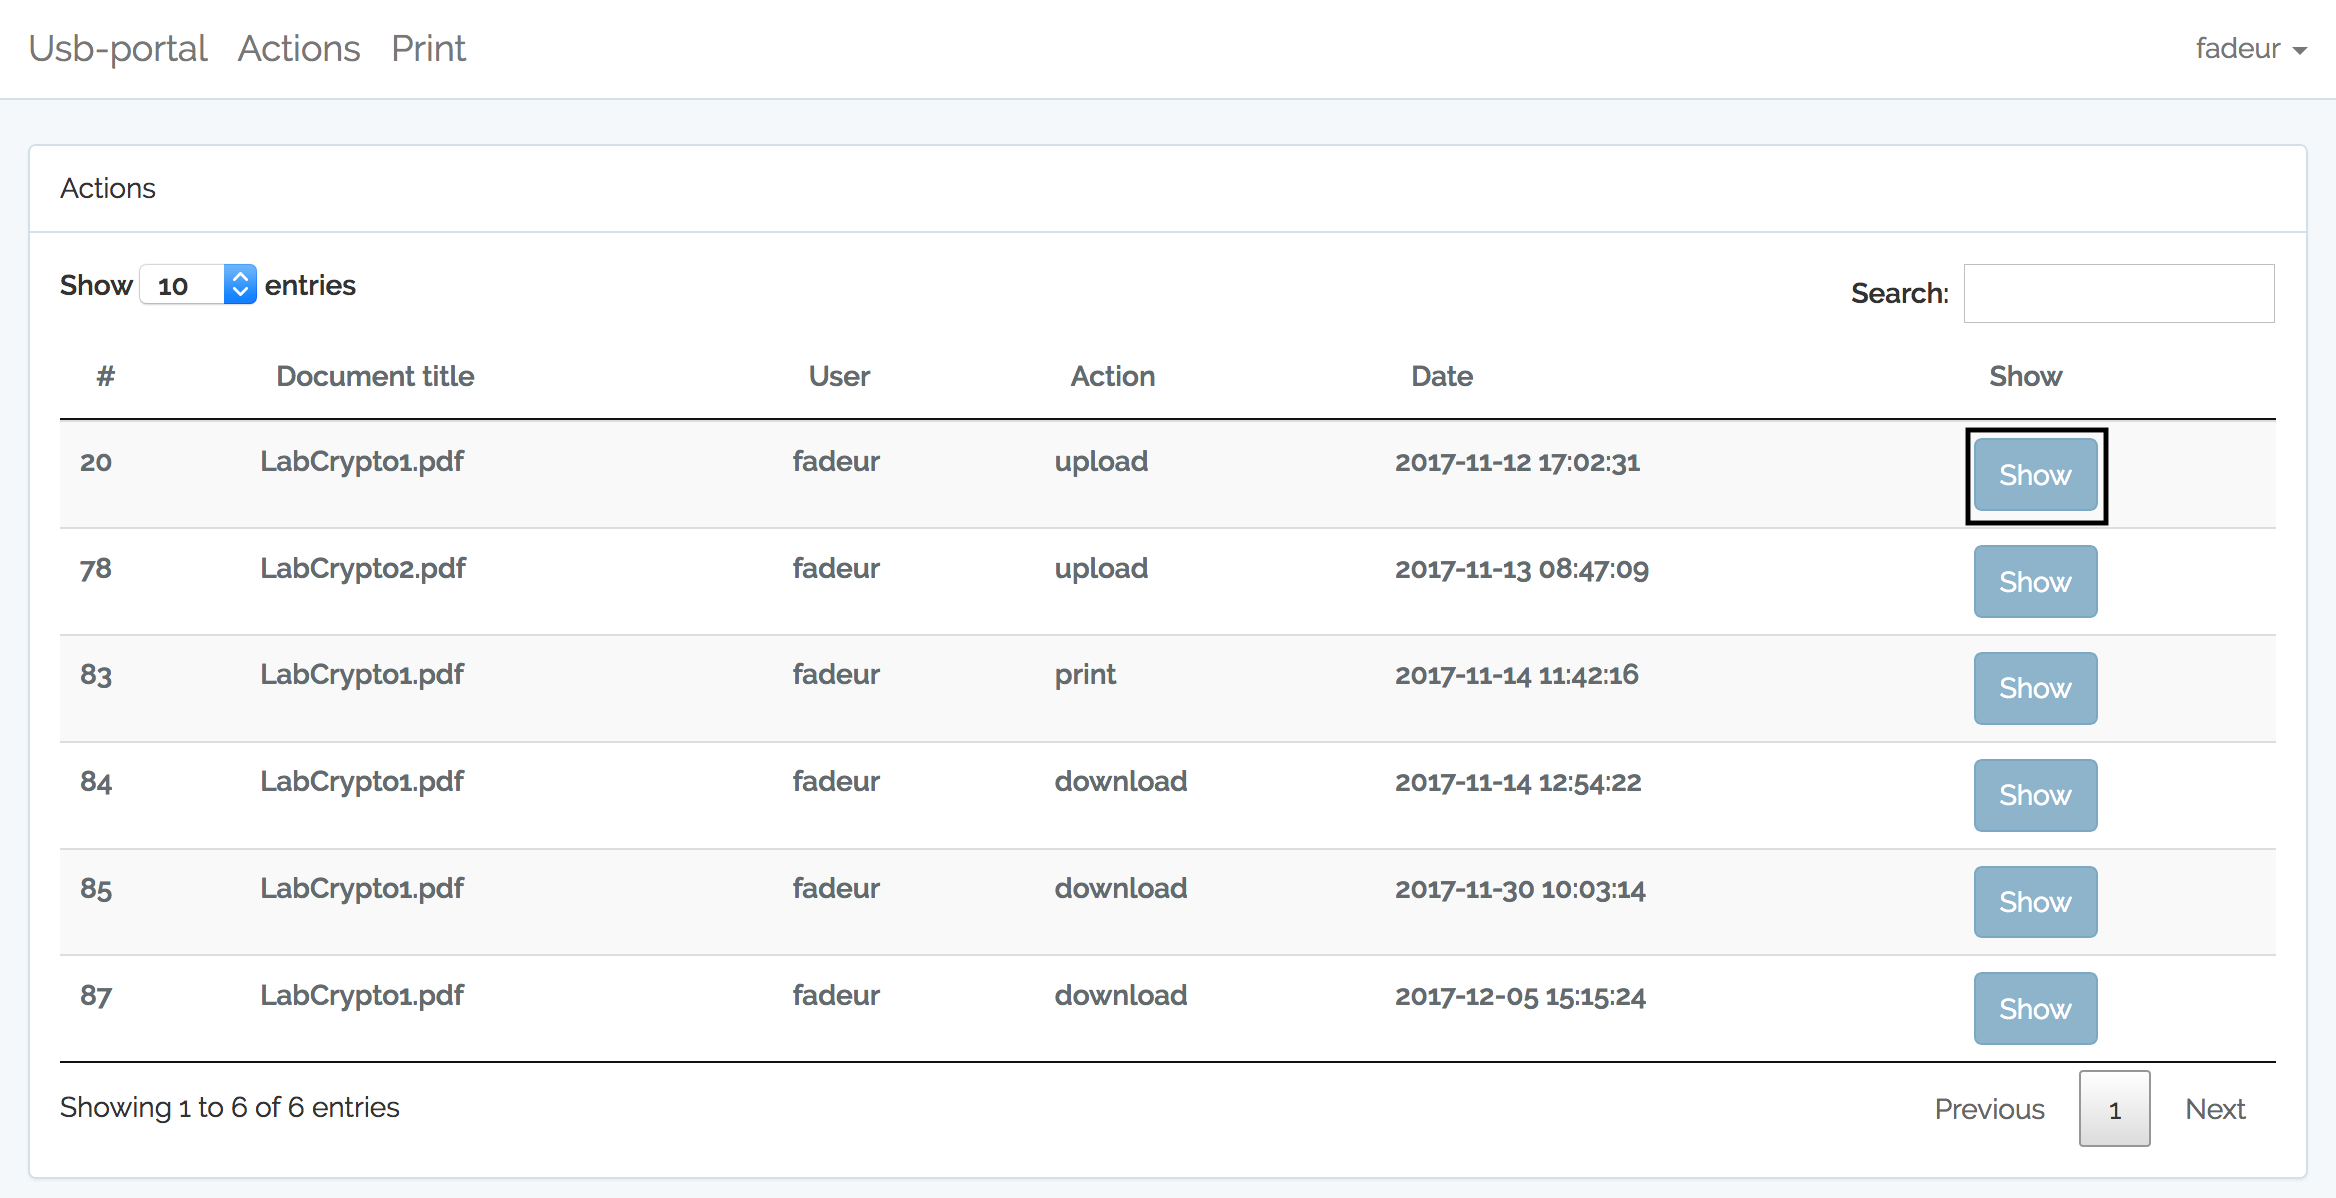 Usb-portal Actions Print fadeur
Actions
Show 10 entries Search:
# Document title User Action Date Show
20 LabCrypto1.pdf fadeur upload 2017-11-12 17:02:31 Show
78 LabCrypto2.pdf fadeur upload 2017-11-13 08:47:09 Show
83 LabCrypto1.pdf fadeur print 2017-11-14 11:42:16 Show
84 LabCrypto1.pdf fadeur download 2017-11-14 12:54:22 Show
85 LabCrypto1.pdf fadeur download 2017-11-30 10:03:14 Show
87 LabCrypto1.pdf fadeur download 2017-12-05 15:15:24 Show
Showing 1 to 6 of 6 entries Previous 1 Next